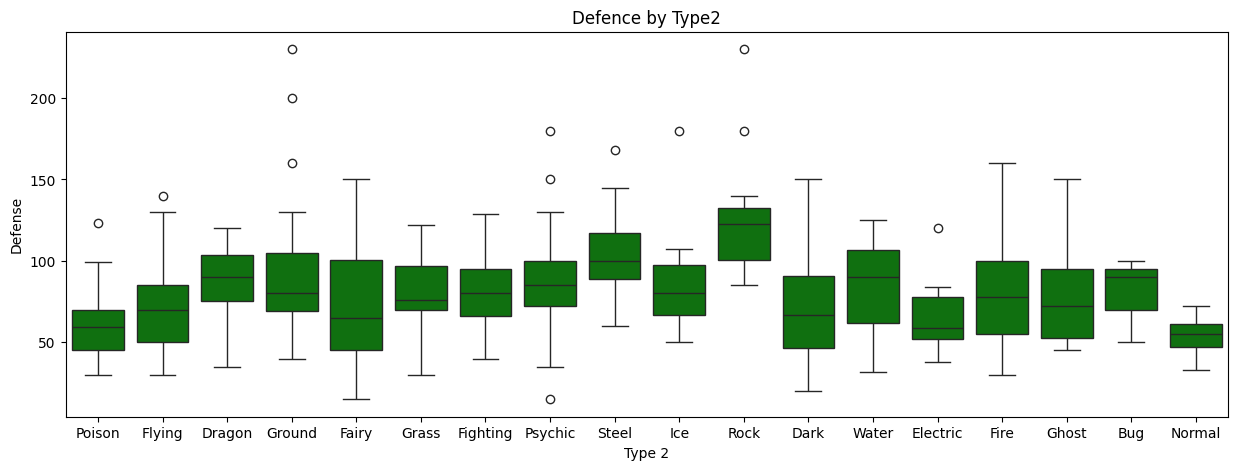 Defence by Type2
Defense
200
150
100
50
Poison Flying Dragon Ground Fairy Grass Fighting Psychic Steel Ice Rock Dark Water Electric Fire Ghost Bug Normal
Type 2